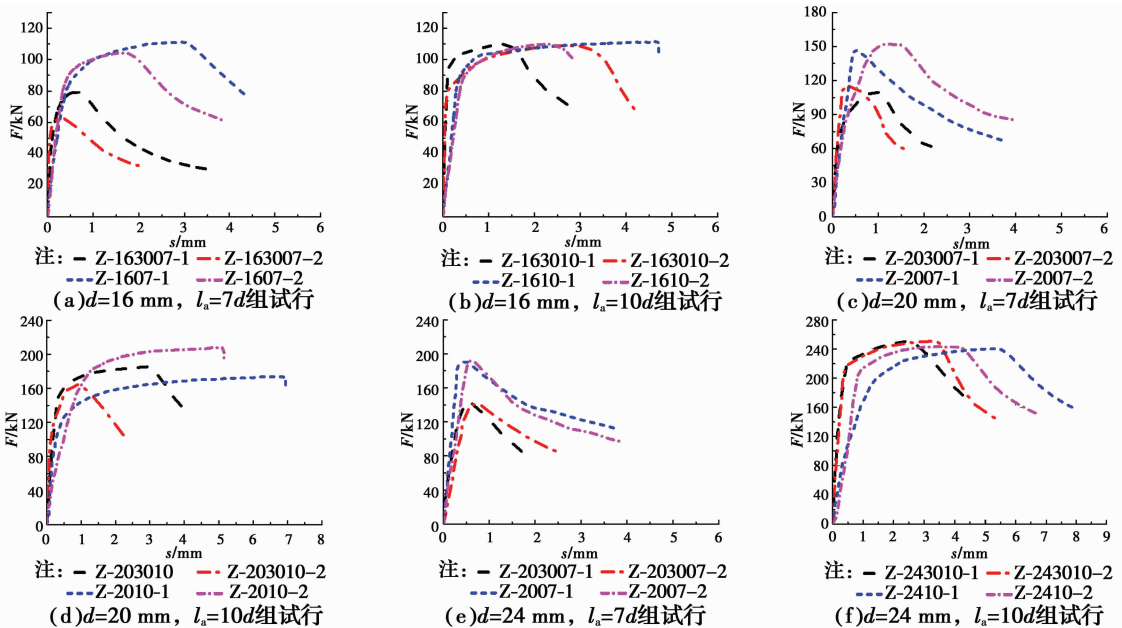 F/kN
120
100
80
60
40
20
0 1 2 3 4 5 6
s/mm
注: Z-163007-1 Z-163007-2
Z-1607-1 Z-1607-2
(a)d=16 mm, lₐ=7d组试行
F/kN
120
100
80
60
40
20
0 1 2 3 4 5 6
s/mm
注: Z-163010-1 Z-163010-2
Z-1610-1 Z-1610-2
(b)d=16 mm, lₐ=10d组试行
F/kN
180
150
120
90
60
30
0 1 2 3 4 5 6
s/mm
注: Z-203007-1 Z-203007-2
Z-2007-1 Z-2007-2
(c)d=20 mm, lₐ=7d组试行
F/kN
240
200
160
120
80
40
0
0 1 2 3 4 5 6 7 8
s/mm
注: Z-203010 Z-203010-2
Z-2010-1 Z-2010-2
(d)d=20 mm, lₐ=10d组试行
F/kN
240
200
160
120
80
40
0
0 1 2 3 4 5 6
s/mm
注: Z-203007-1 Z-203007-2
Z-2007-1 Z-2007-2
(e)d=24 mm, lₐ=7d组试行
F/kN
280
240
200
160
120
80
40
0
0 1 2 3 4 5 6 7 8 9
s/mm
注: Z-243010-1 Z-243010-2
Z-2410-1 Z-2410-2
(f)d=24 mm, lₐ=10d组试行